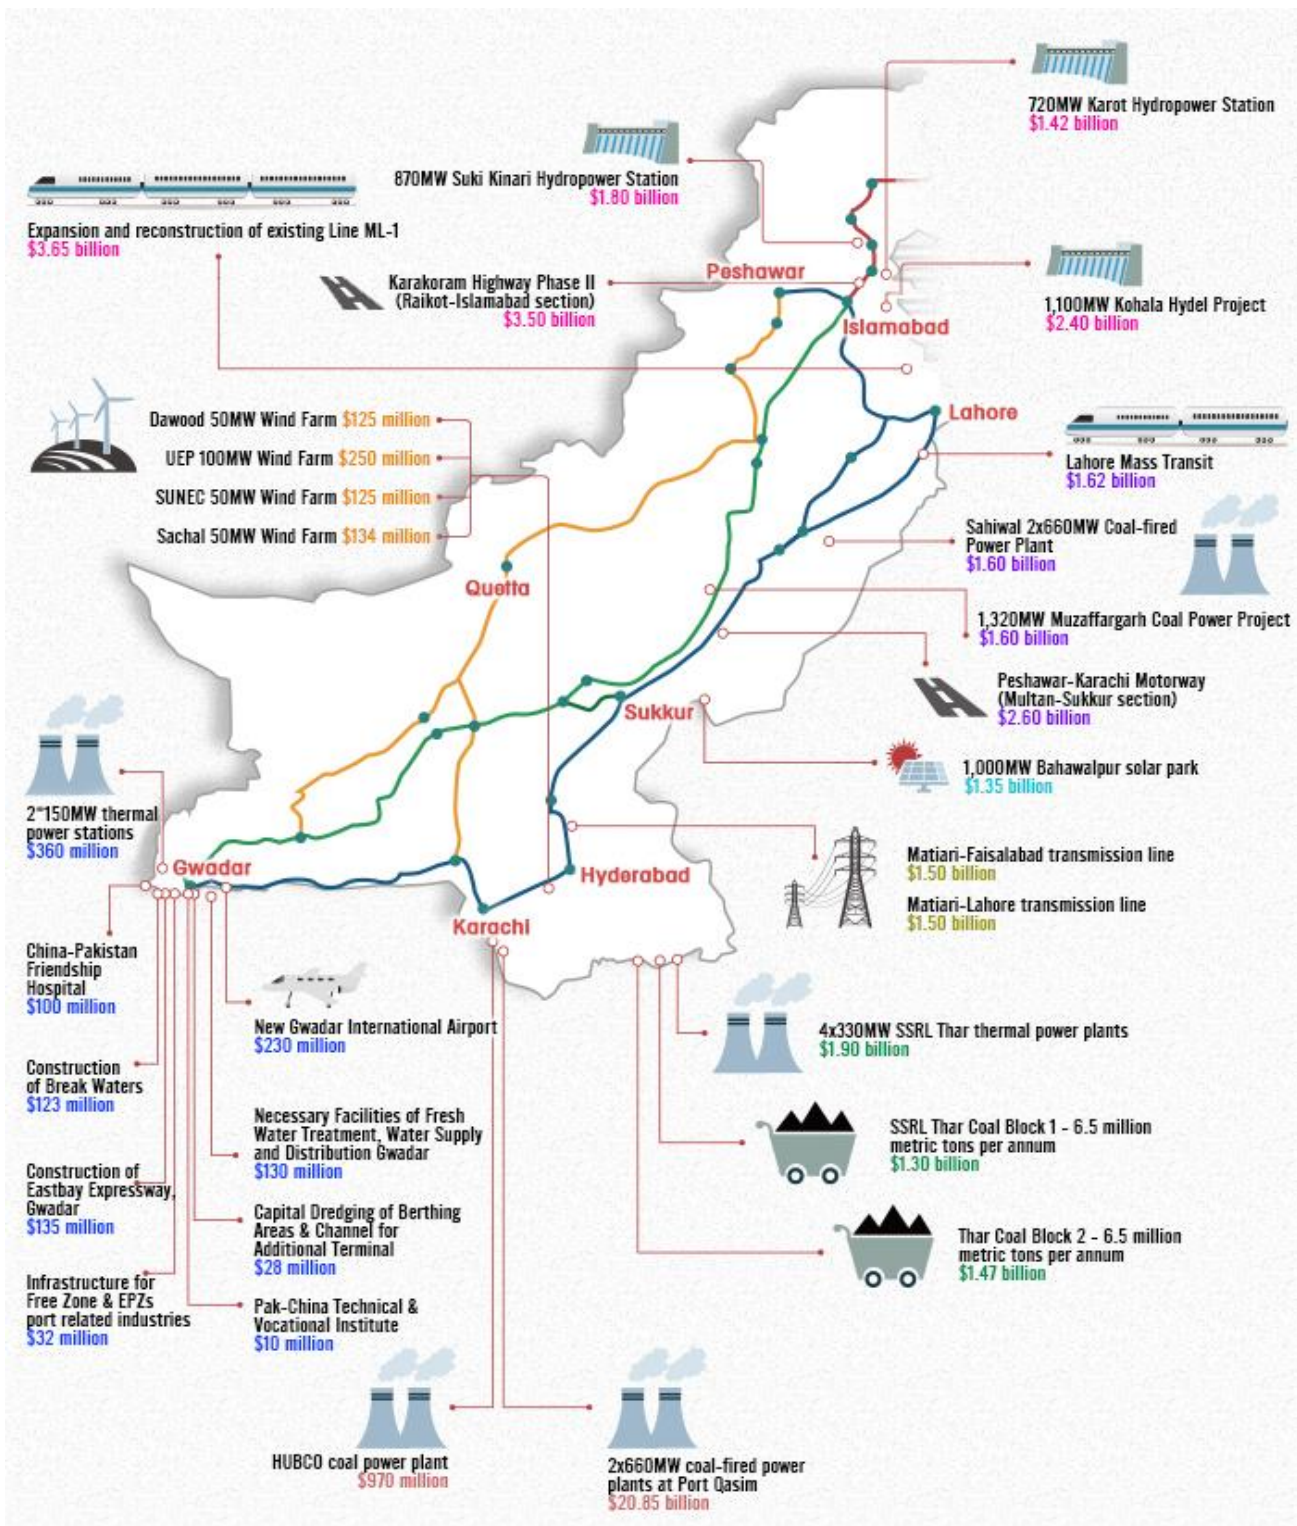 720MW Karot Hydropower Station
$1.42 billion
870MW Suki Kinari Hydropower Station
$1.80 billion
Expansion and reconstruction of existing Line ML-1
$3.65 billion
Peshawar
Karakoram Highway Phase II
(Raikot-Islamabad section)
$3.50 billion
1,100MW Kohala Hydel Project
$2.40 billion
Islamabad
Dawood 50MW Wind Farm $125 million
UEP 100MW Wind Farm $250 million
SUNEC 50MW Wind Farm $125 million
Sachal 50MW Wind Farm $134 million
Lahore
Lahore Mass Transit
$1.62 billion
Sahiwal 2x660MW Coal-fired
Power Plant
$1.60 billion
Quetta
1,320MW Muzaffargarh Coal Power Project
$1.60 billion
Peshawar-Karachi Motorway
(Multan-Sukkur section)
$2.60 billion
Sukkur
1,000MW Bahawalpur solar park
$1.35 billion
2*150MW thermal
power stations
$360 million
Gwadar
Hyderabad
Matiari-Faisalabad transmission line
$1.50 billion
Matiari-Lahore transmission line
$1.50 billion
Karachi
China-Pakistan
Friendship
Hospital
$100 million
New Gwadar International Airport
$230 million
4x330MW SSRL Thar thermal power plants
$1.90 billion
Construction
of Break Waters
$123 million
Necessary Facilities of Fresh
Water Treatment, Water Supply
and Distribution Gwadar
$130 million
SSRL Thar Coal Block 1 - 6.5 million
metric tons per annum
$1.30 billion
Construction of
Eastbay Expressway,
Gwadar
$135 million
Capital Dredging of Berthing
Areas & Channel for
Additional Terminal
$28 million
Thar Coal Block 2 - 6.5 million
metric tons per annum
$1.47 billion
Infrastructure for
Free Zone & EPZs
port related industries
$32 million
Pak-China Technical &
Vocational Institute
$10 million
HUBCO coal power plant
$970 million
2x660MW coal-fired power
plants at Port Qasim
$20.85 billion